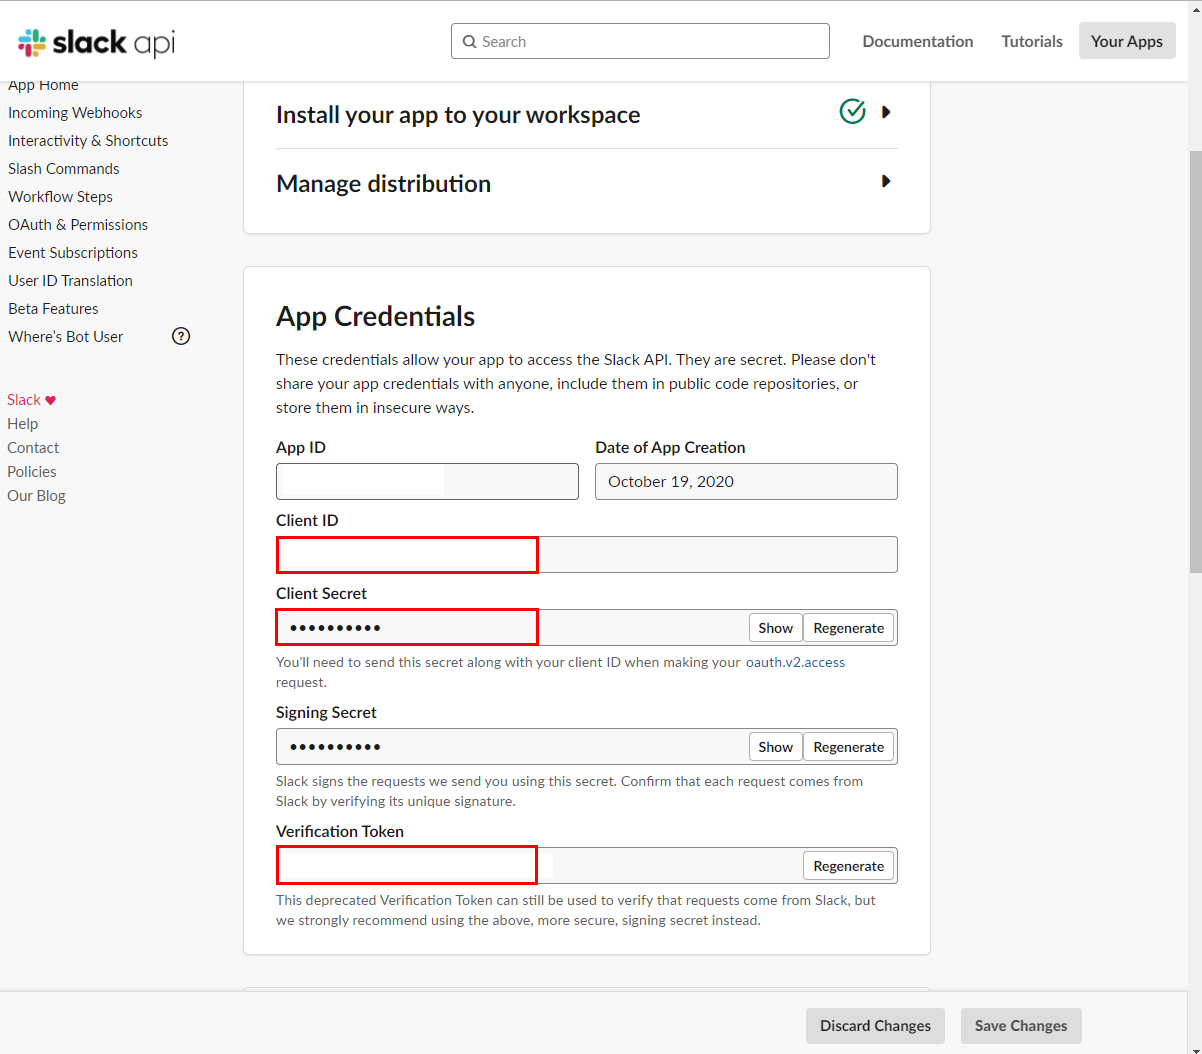 slack api
Search
Documentation
Tutorials
Your Apps
App Home
Incoming Webhooks
Interactivity & Shortcuts
Slash Commands
Workflow Steps
OAuth & Permissions
Event Subscriptions
User ID Translation
Beta Features
Where's Bot User ?
Slack ♥
Help
Contact
Policies
Our Blog
Install your app to your workspace
Manage distribution
App Credentials
These credentials allow your app to access the Slack API. They are secret. Please don't
share your app credentials with anyone, include them in public code repositories, or
store them in insecure ways.
App ID
Date of App Creation
October 19, 2020
Client ID
Client Secret
••••••••••
Show
Regenerate
You'll need to send this secret along with your client ID when making your oauth.v2.access
request.
Signing Secret
••••••••••
Show
Regenerate
Slack signs the requests we send you using this secret. Confirm that each request comes from
Slack by verifying its unique signature.
Verification Token
Regenerate
This deprecated Verification Token can still be used to verify that requests come from Slack, but
we strongly recommend using the above, more secure, signing secret instead.
Discard Changes
Save Changes